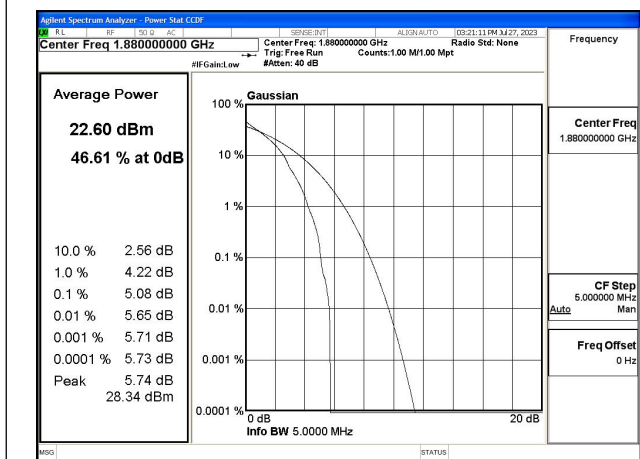 Agilent Spectrum Analyzer - Power Stat CCDF
LXI RL RF 50 Ω AC SENSE:INT ALIGN AUTO 03:21:11 PM Jul 27, 2023
Center Freq 1.880000000 GHz
Center Freq: 1.880000000 GHz Radio Std: None
Trig: Free Run Counts:1.00 M/1.00 Mpt
#IFGain:Low #Atten: 40 dB
Frequency
Average Power
22.60 dBm
46.61 % at 0dB
10.0 % 2.56 dB
1.0 % 4.22 dB
0.1 % 5.08 dB
0.01 % 5.65 dB
0.001 % 5.71 dB
0.0001 % 5.73 dB
Peak 5.74 dB
28.34 dBm
Gaussian
100 %
10 %
1 %
0.1 %
0.01 %
0.001 %
0.0001 %
0 dB 20 dB
Info BW 5.0000 MHz
Center Freq
1.880000000 GHz
CF Step
5.000000 MHz
Auto Man
Freq Offset
0 Hz
MSG STATUS